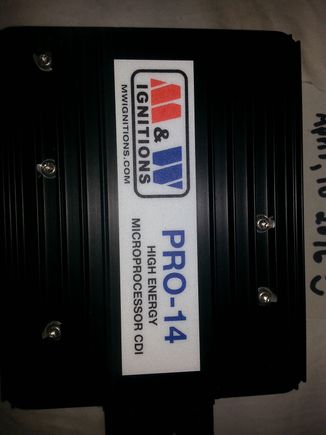 M&W
IGNITIONS
MWIGNITIONS.COM
PRO-14
HIGH ENERGY
MICROPROCESSOR CDI